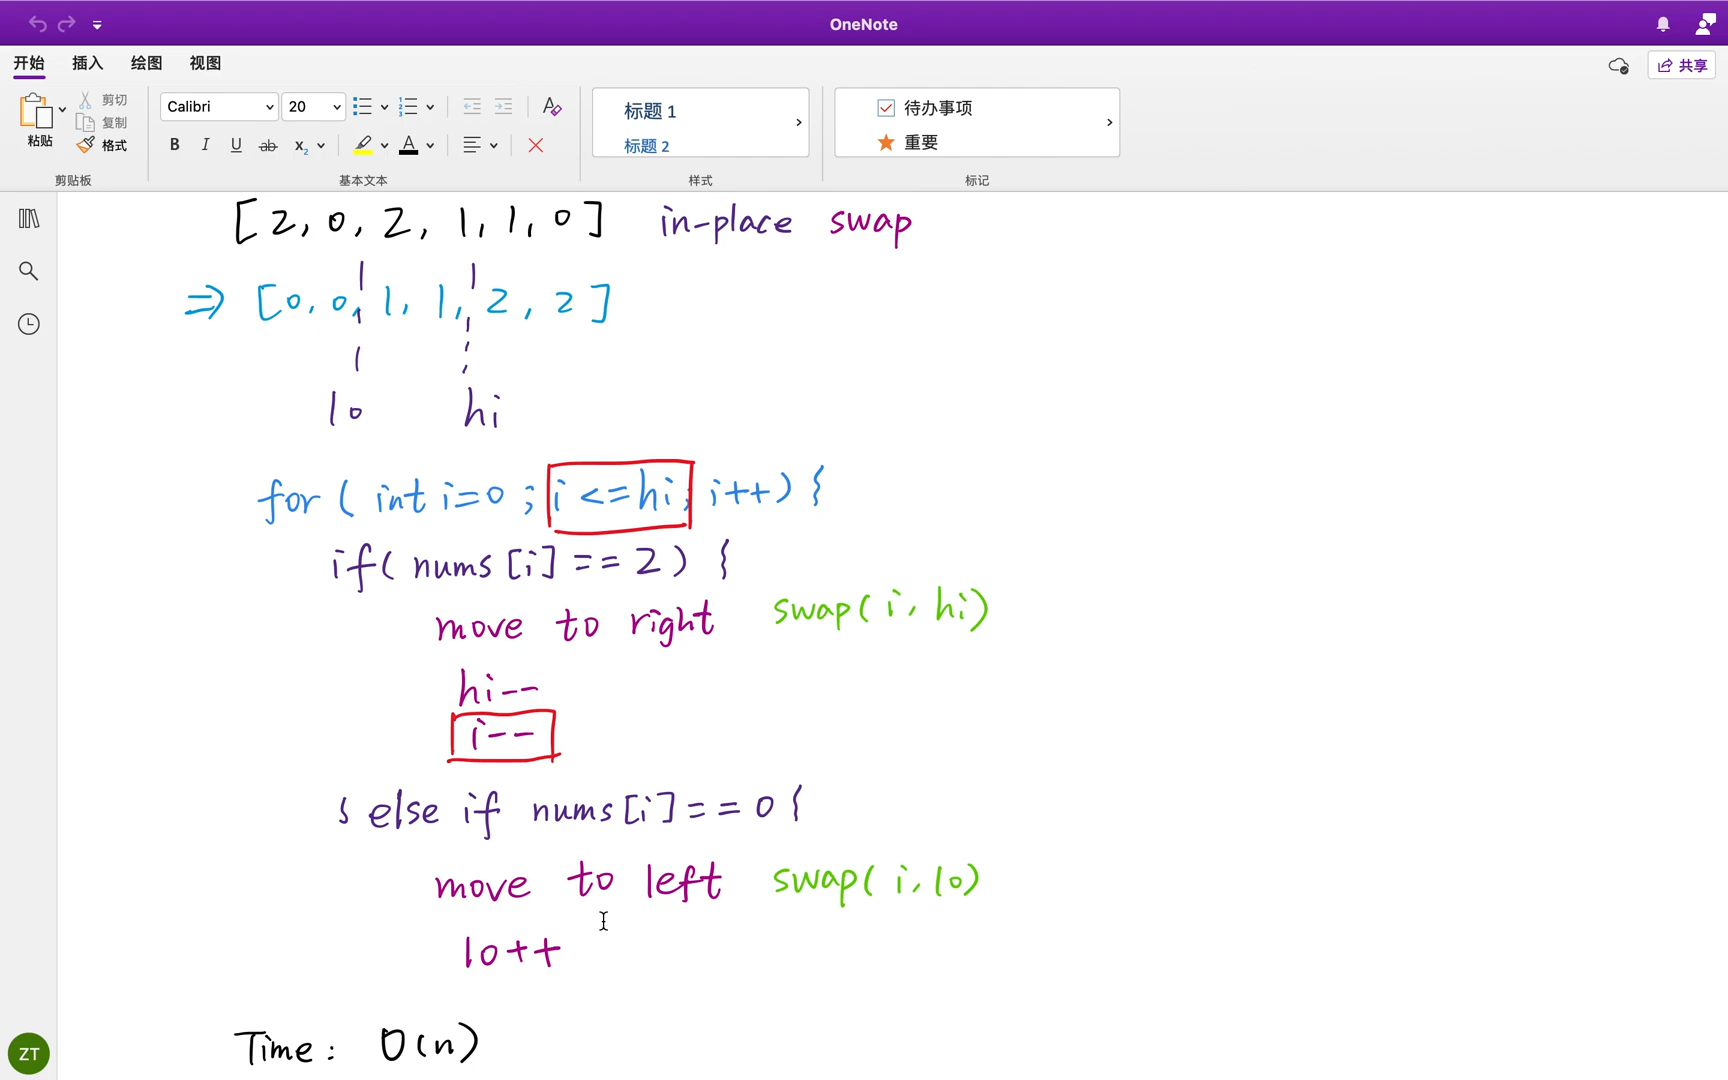 OneNote
开始 插入 绘图 视图
共享
粘贴
剪切
复制
格式
剪贴板
Calibri 20
B I U ab x₂ A
基本文本
标题 1
标题 2
样式
待办事项
重要
标记
[2, 0, 2, 1, 1, 0] in-place swap
⇒ [0, 0, 1, 1, 2, 2]
lo hi
for ( int i=0 ; i <=hi; i++) {
if( nums [i] == 2) {
move to right swap( i, hi)
hi--
i--
} else if nums[i]== 0 {
move to left swap( i, lo)
lo++
Time: O(n)
ZT